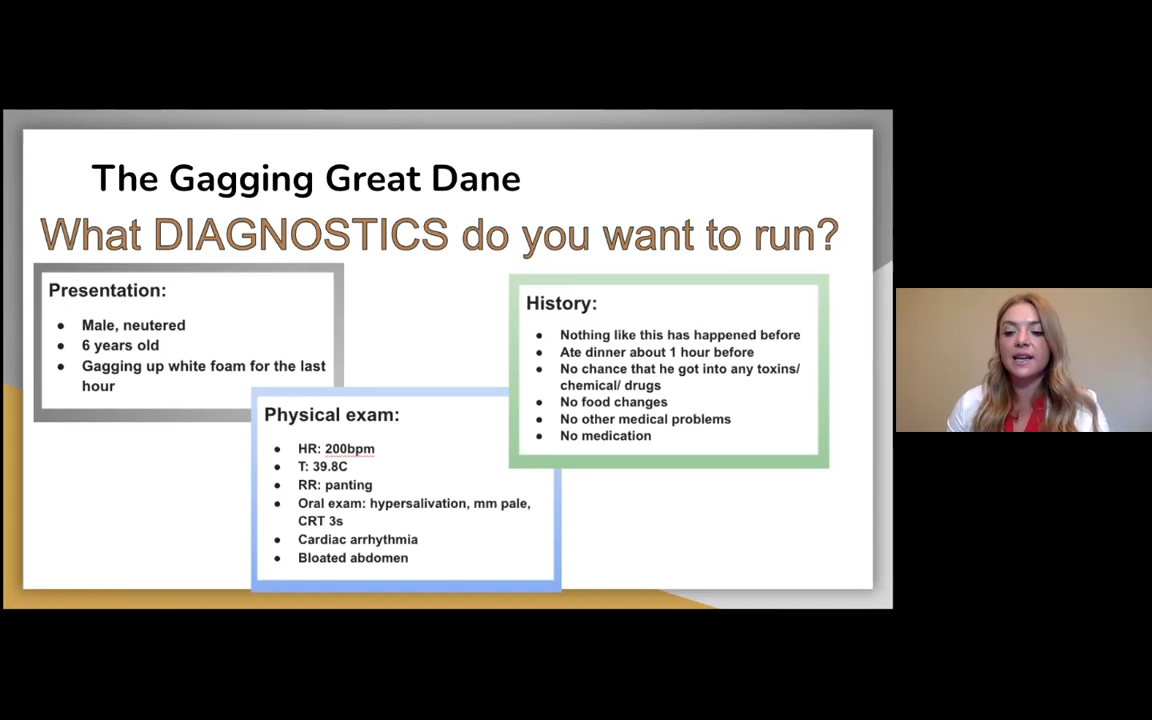 The Gagging Great Dane
What DIAGNOSTICS do you want to run?
Presentation:
● Male, neutered
● 6 years old
● Gagging up white foam for the last
hour
Physical exam:
● HR: 200bpm
● T: 39.8C
● RR: panting
● Oral exam: hypersalivation, mm pale,
CRT 3s
● Cardiac arrhythmia
● Bloated abdomen
History:
● Nothing like this has happened before
● Ate dinner about 1 hour before
● No chance that he got into any toxins/
chemical/ drugs
● No food changes
● No other medical problems
● No medication